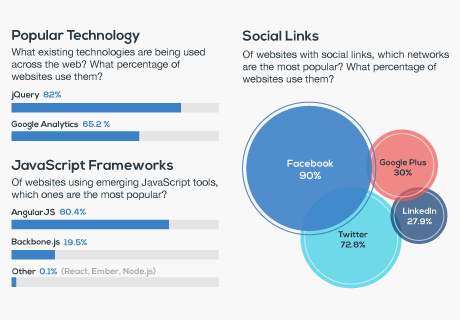 Popular Technology
What existing technologies are being used
across the web? What percentage of
websites use them?
jQuery 82%
Google Analytics 65.2 %
JavaScript Frameworks
Of websites using emerging JavaScript tools,
which ones are the most popular?
AngularJS 80.4%
Backbone.js 19.5%
Other 0.1% (React, Ember, Node.js)
Social Links
Of websites with social links, which networks
are the most popular? What percentage of
websites use them?
Facebook
90%
Google Plus
30%
LinkedIn
27.9%
Twitter
72.8%